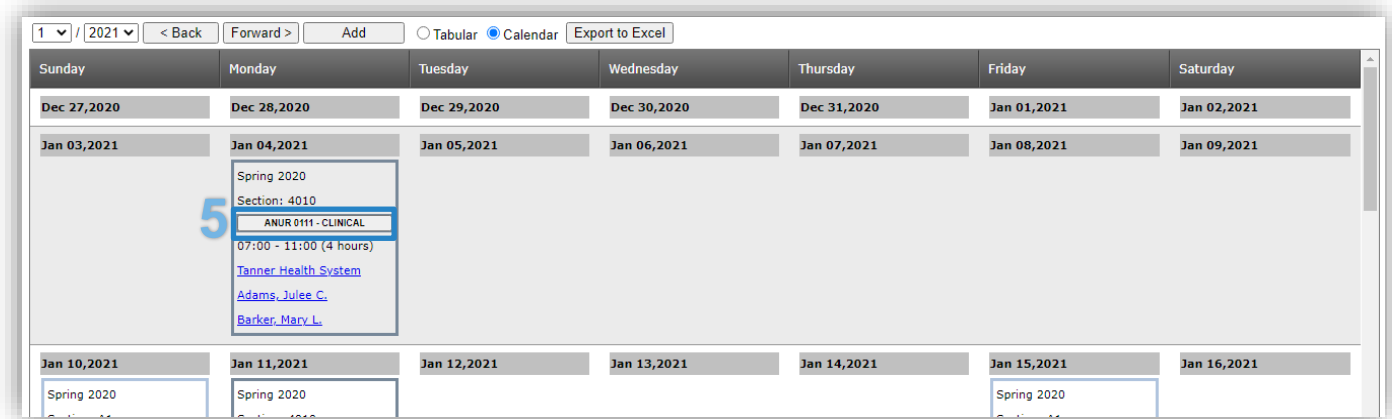 1 / 2021 < Back Forward > Add Tabular Calendar Export to Excel
Sunday Monday Tuesday Wednesday Thursday Friday Saturday
Dec 27,2020 Dec 28,2020 Dec 29,2020 Dec 30,2020 Dec 31,2020 Jan 01,2021 Jan 02,2021
Jan 03,2021 Jan 04,2021 Jan 05,2021 Jan 06,2021 Jan 07,2021 Jan 08,2021 Jan 09,2021
Spring 2020
Section: 4010
5 ANUR 0111 - CLINICAL
07:00 - 11:00 (4 hours)
Tanner Health System
Adams, Julee C.
Barker, Mary L.
Jan 10,2021 Jan 11,2021 Jan 12,2021 Jan 13,2021 Jan 14,2021 Jan 15,2021 Jan 16,2021
Spring 2020 Spring 2020 Spring 2020